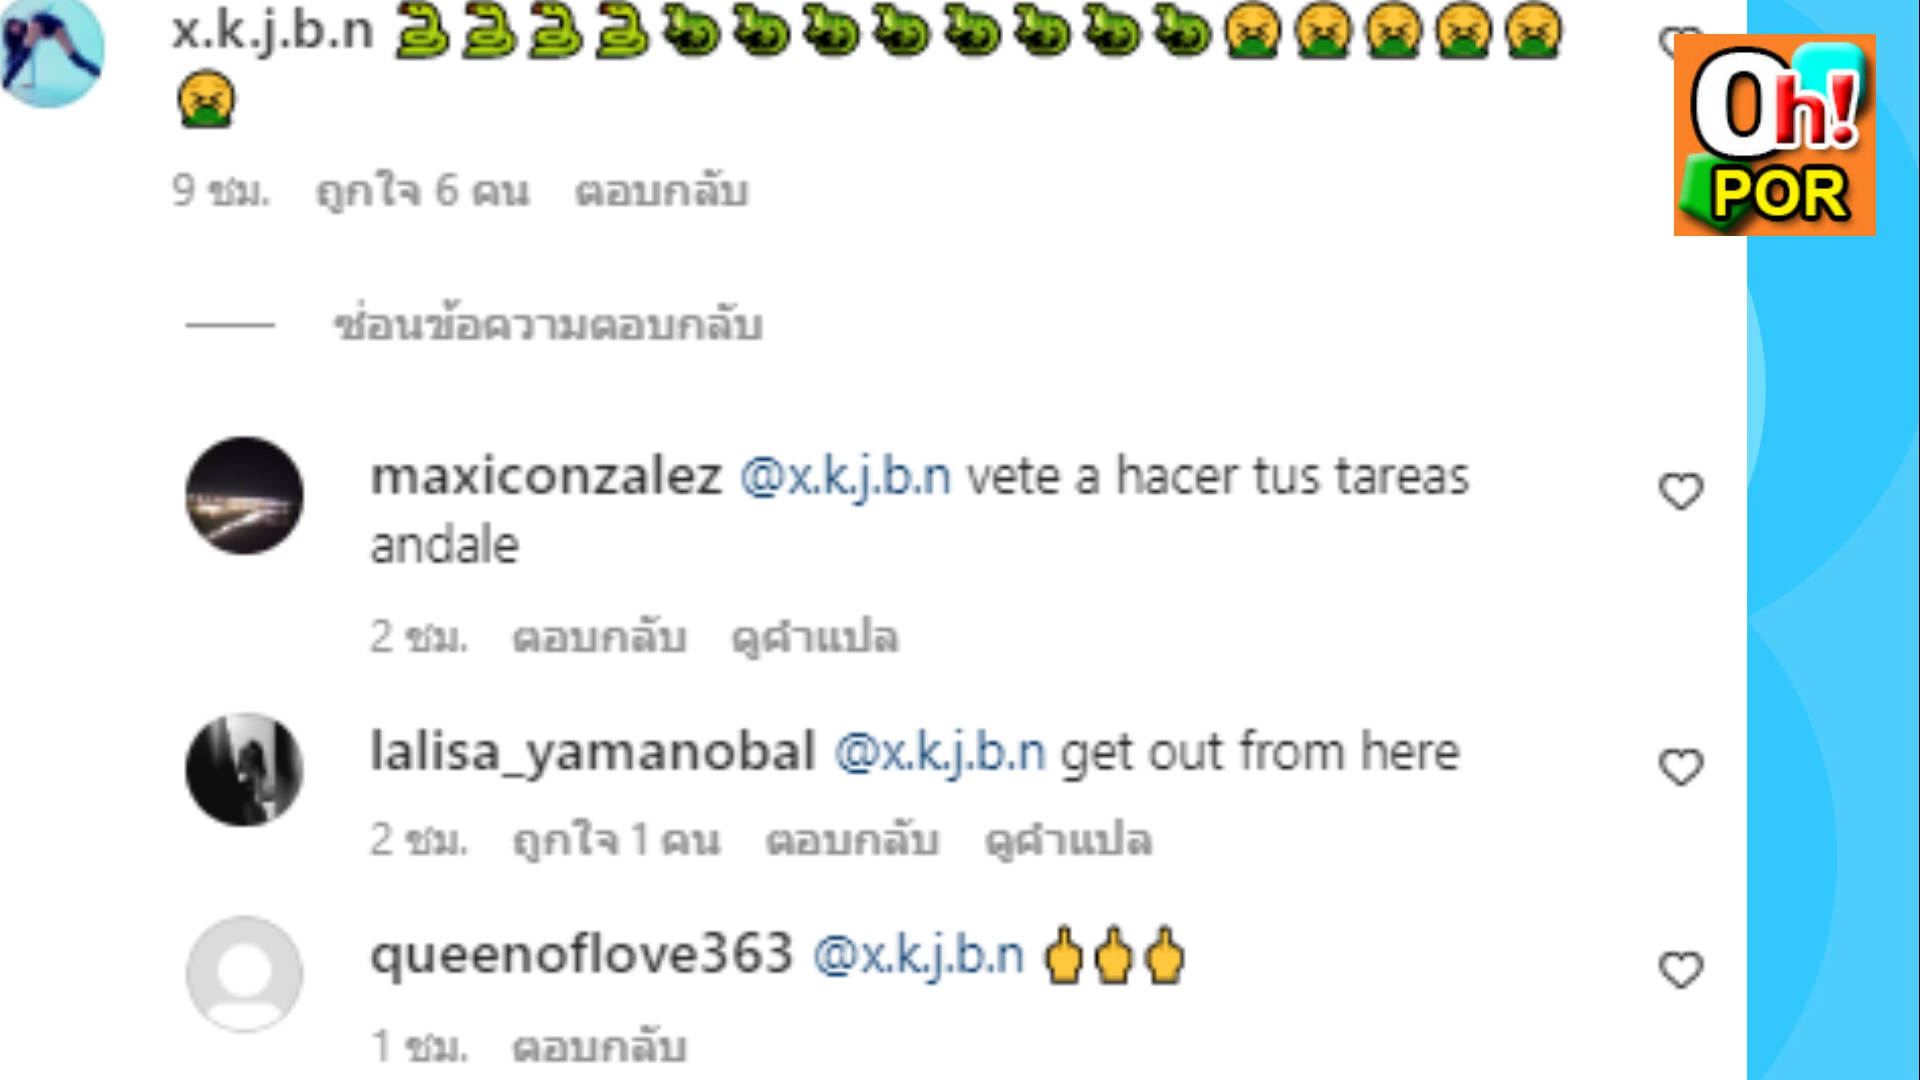 x.k.j.b.n 🐍🐍🐍🐍🐉🐉🐉🐉🐉🐉🐉🐉🤮🤮🤮🤮🤮
🤮
9 ชม. ถูกใจ 6 คน ตอบกลับ
ซ่อนข้อความตอบกลับ
maxiconzalez @x.k.j.b.n vete a hacer tus tareas
andale
2 ชม. ตอบกลับ ดูคำแปล
lalisa_yamanobal @x.k.j.b.n get out from here
2 ชม. ถูกใจ 1 คน ตอบกลับ ดูคำแปล
queenoflove363 @x.k.j.b.n 🖕🖕🖕
1 ชม. ตอบกลับ
Oh!
POR